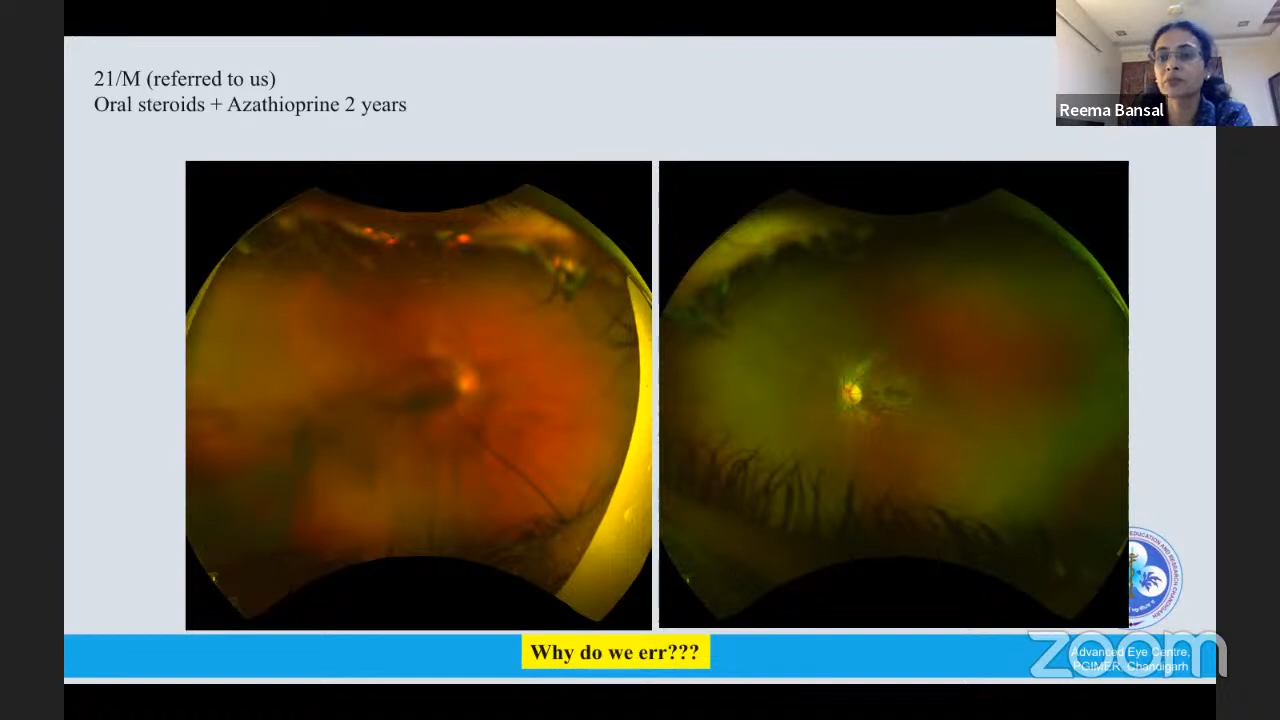 21/M (referred to us)
Oral steroids + Azathioprine 2 years
Reema Bansal
Why do we err???
Advanced Eye Centre,
PGIMER, Chandigarh
zoom